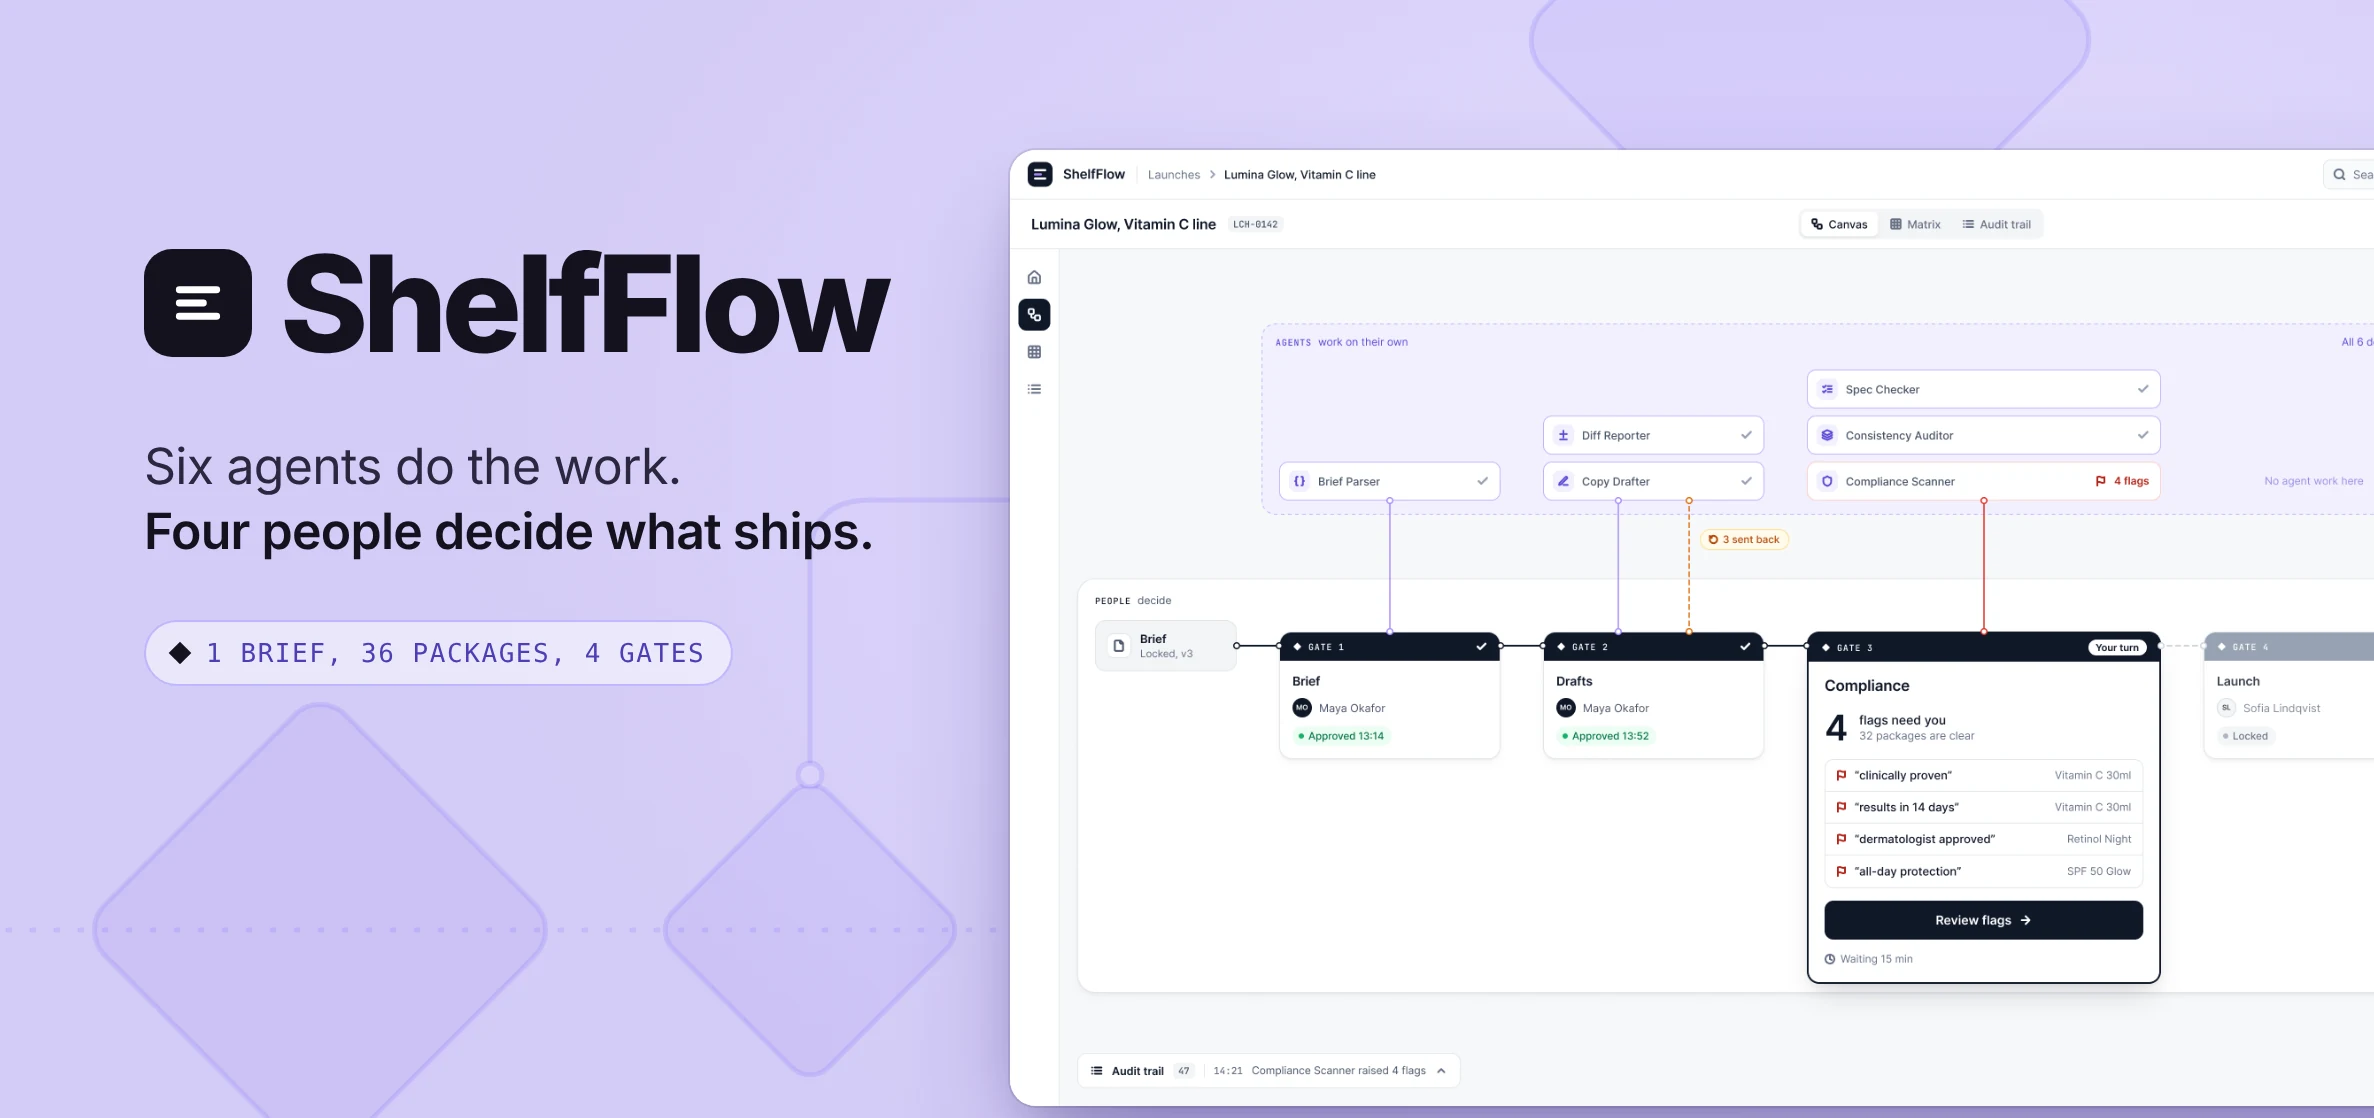 ShelfFlow
Six agents do the work.
Four people decide what ships.
1 BRIEF, 36 PACKAGES, 4 GATES
ShelfFlow
Launches
Lumina Glow, Vitamin C line
Lumina Glow, Vitamin C line
LCH-0142
Canvas
Matrix
Audit trail
AGENTS work on their own
All 6
Spec Checker
Diff Reporter
Consistency Auditor
Brief Parser
Copy Drafter
Compliance Scanner
4 flags
No agent work here
3 sent back
PEOPLE decide
Brief
Locked, v3
GATE 1
Brief
MO
Maya Okafor
Approved 13:14
GATE 2
Drafts
MO
Maya Okafor
Approved 13:52
GATE 3
Your turn
Compliance
4
flags need you
32 packages are clear
"clinically proven"
Vitamin C 30ml
"results in 14 days"
Vitamin C 30ml
"dermatologist approved"
Retinol Night
"all-day protection"
SPF 50 Glow
Review flags
Waiting 15 min
GATE 4
Launch
SL
Sofia Lindqvist
Locked
Audit trail
47
14:21
Compliance Scanner raised 4 flags